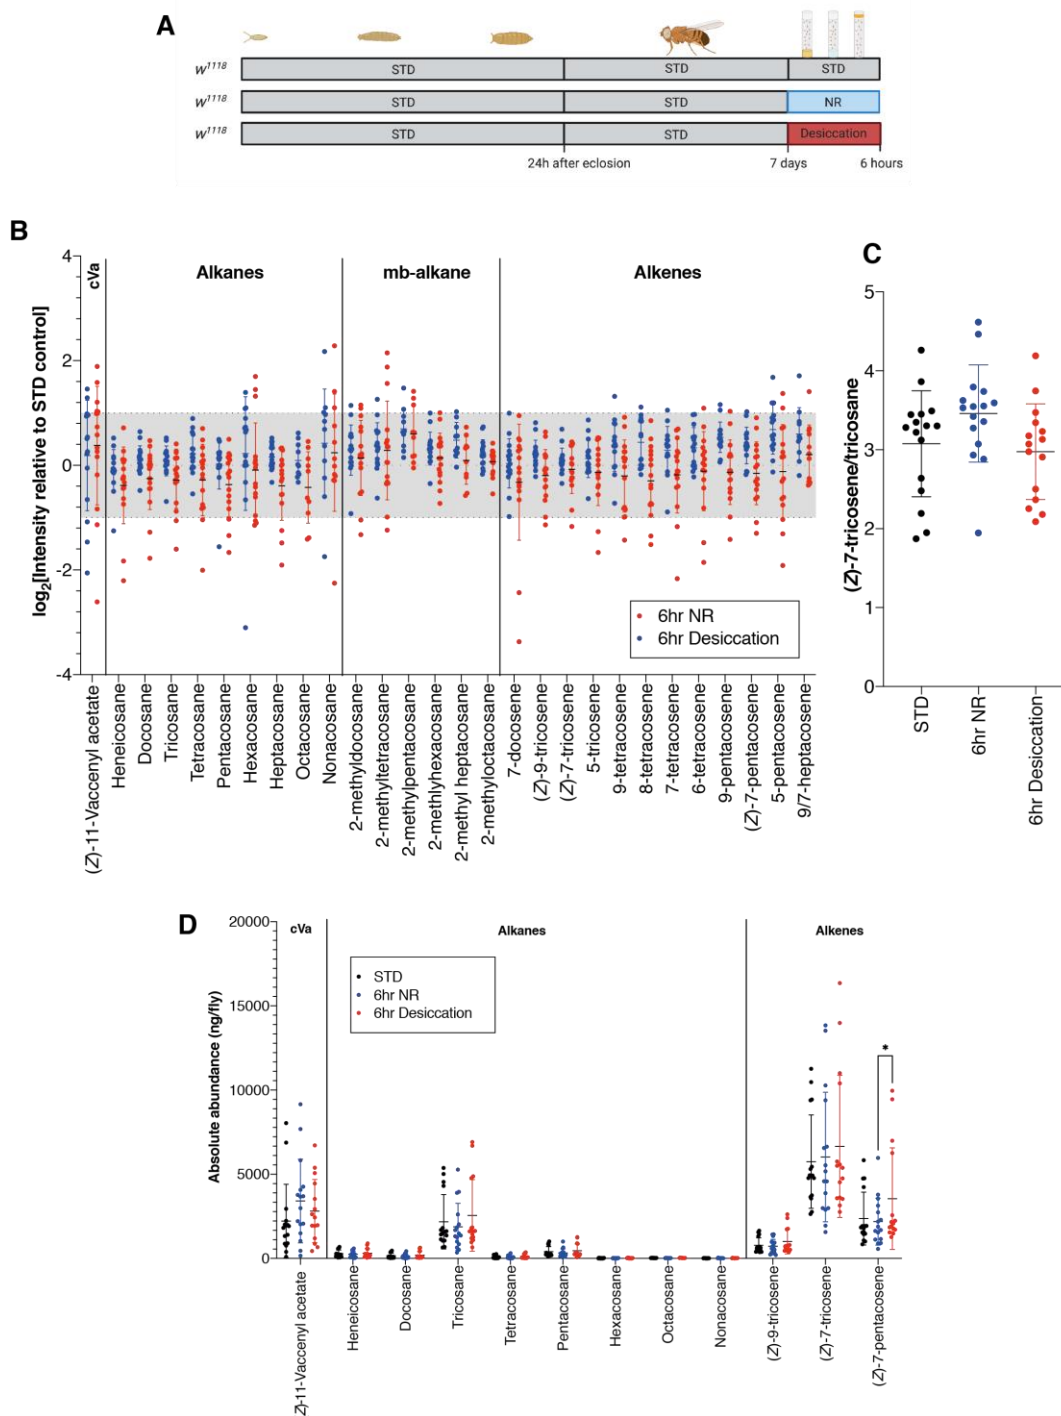 A
w1118 STD STD STD
w1118 STD STD NR
w1118 STD STD Desiccation
24h after eclosion 7 days 6 hours
B
log2[Intensity relative to STD control]
4
2
0
-2
-4
cVa
Alkanes
mb-alkane
Alkenes
6hr NR
6hr Desiccation
(Z)-11-Vaccenyl acetate
Heneicosane
Docosane
Tricosane
Tetracosane
Pentacosane
Hexacosane
Heptacosane
Octacosane
Nonacosane
2-methyldocosane
2-methyltetracosane
2-methylpentacosane
2-methlyhexacosane
2-methyl heptacosane
2-methyloctacosane
7-docosene
(Z)-9-tricosene
(Z)-7-tricosene
5-tricosene
9-tetracosene
8-tetracosene
7-tetracosene
6-tetracosene
9-pentacosene
(Z)-7-pentacosene
5-pentacosene
9/7-heptacosene
C
(Z)-7-tricosene/tricosane
5
4
3
2
1
0
STD
6hr NR
6hr Desiccation
D
Absolute abundance (ng/fly)
20000
15000
10000
5000
0
cVa
Alkanes
Alkenes
STD
6hr NR
6hr Desiccation
*
Z)-11-Vaccenyl acetate
Heneicosane
Docosane
Tricosane
Tetracosane
Pentacosane
Hexacosane
Octacosane
Nonacosane
(Z)-9-tricosene
(Z)-7-tricosene
(Z)-7-pentacosene